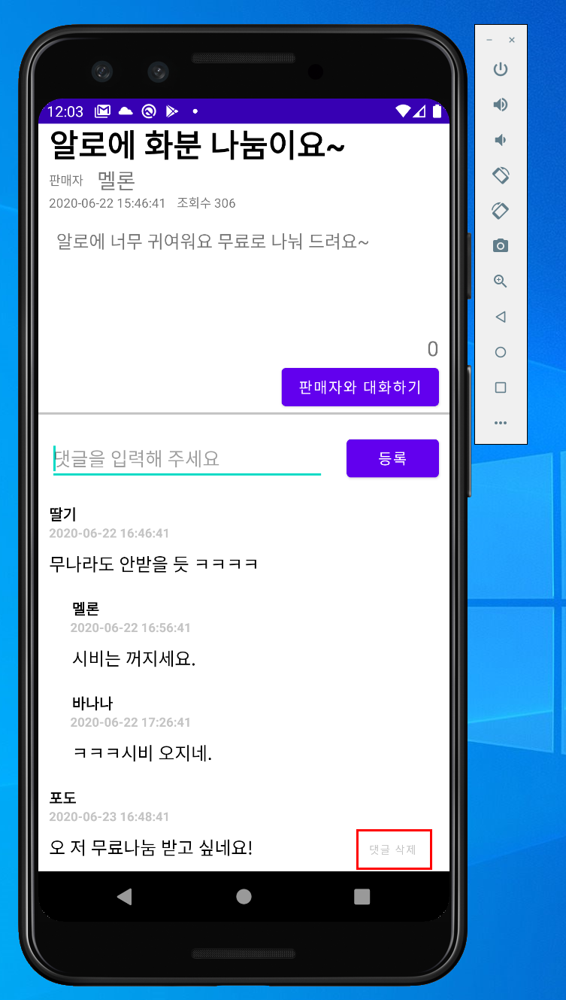 12:03
알로에 화분 나눔이요~
판매자 멜론
2020-06-22 15:46:41 조회수 306
알로에 너무 귀여워요 무료로 나눠 드려요~
0
판매자와 대화하기
댓글을 입력해 주세요
등록
딸기
2020-06-22 16:46:41
무나라도 안받을 듯 ㅋㅋㅋㅋ
멜론
2020-06-22 16:56:41
시비는 꺼지세요.
바나나
2020-06-22 17:26:41
ㅋㅋㅋ시비 오지네.
포도
2020-06-23 16:48:41
오 저 무료나눔 받고 싶네요!
댓글 삭제